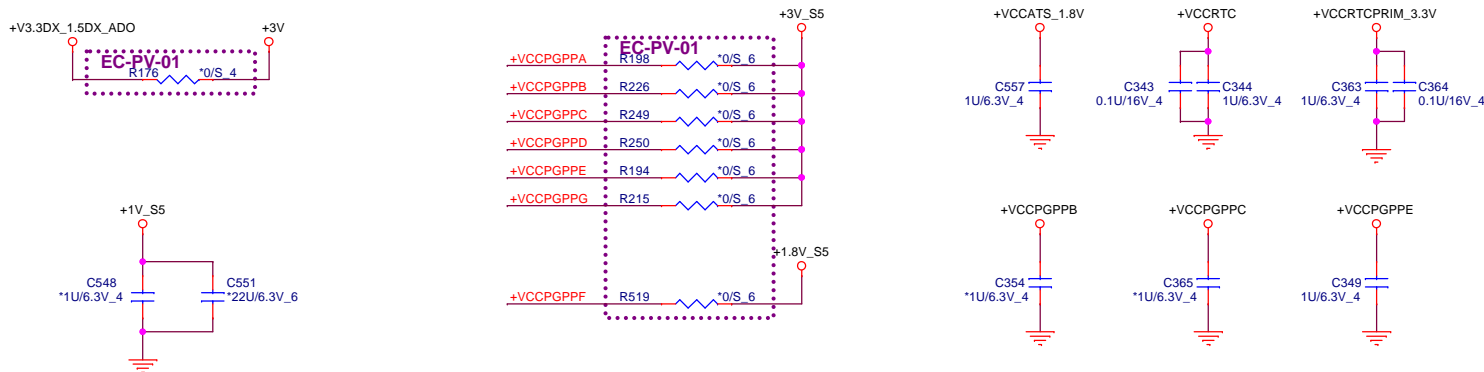 +V3.3DX_1.5DX_ADO
+3V
EC-PV-01
R176
*0/S_4
+1V_S5
C548
*1U/6.3V_4
C551
*22U/6.3V_6
+3V_S5
EC-PV-01
+VCCPGPPA R198 *0/S_6
+VCCPGPPB R226 *0/S_6
+VCCPGPPC R249 *0/S_6
+VCCPGPPD R250 *0/S_6
+VCCPGPPE R194 *0/S_6
+VCCPGPPG R215 *0/S_6
+1.8V_S5
+VCCPGPPF R519 *0/S_6
+VCCATS_1.8V
C557
1U/6.3V_4
+VCCRTC
C343
0.1U/16V_4
C344
1U/6.3V_4
+VCCRTCPRIM_3.3V
C363
1U/6.3V_4
C364
0.1U/16V_4
+VCCPGPPB
C354
*1U/6.3V_4
+VCCPGPPC
C365
*1U/6.3V_4
+VCCPGPPE
C349
1U/6.3V_4